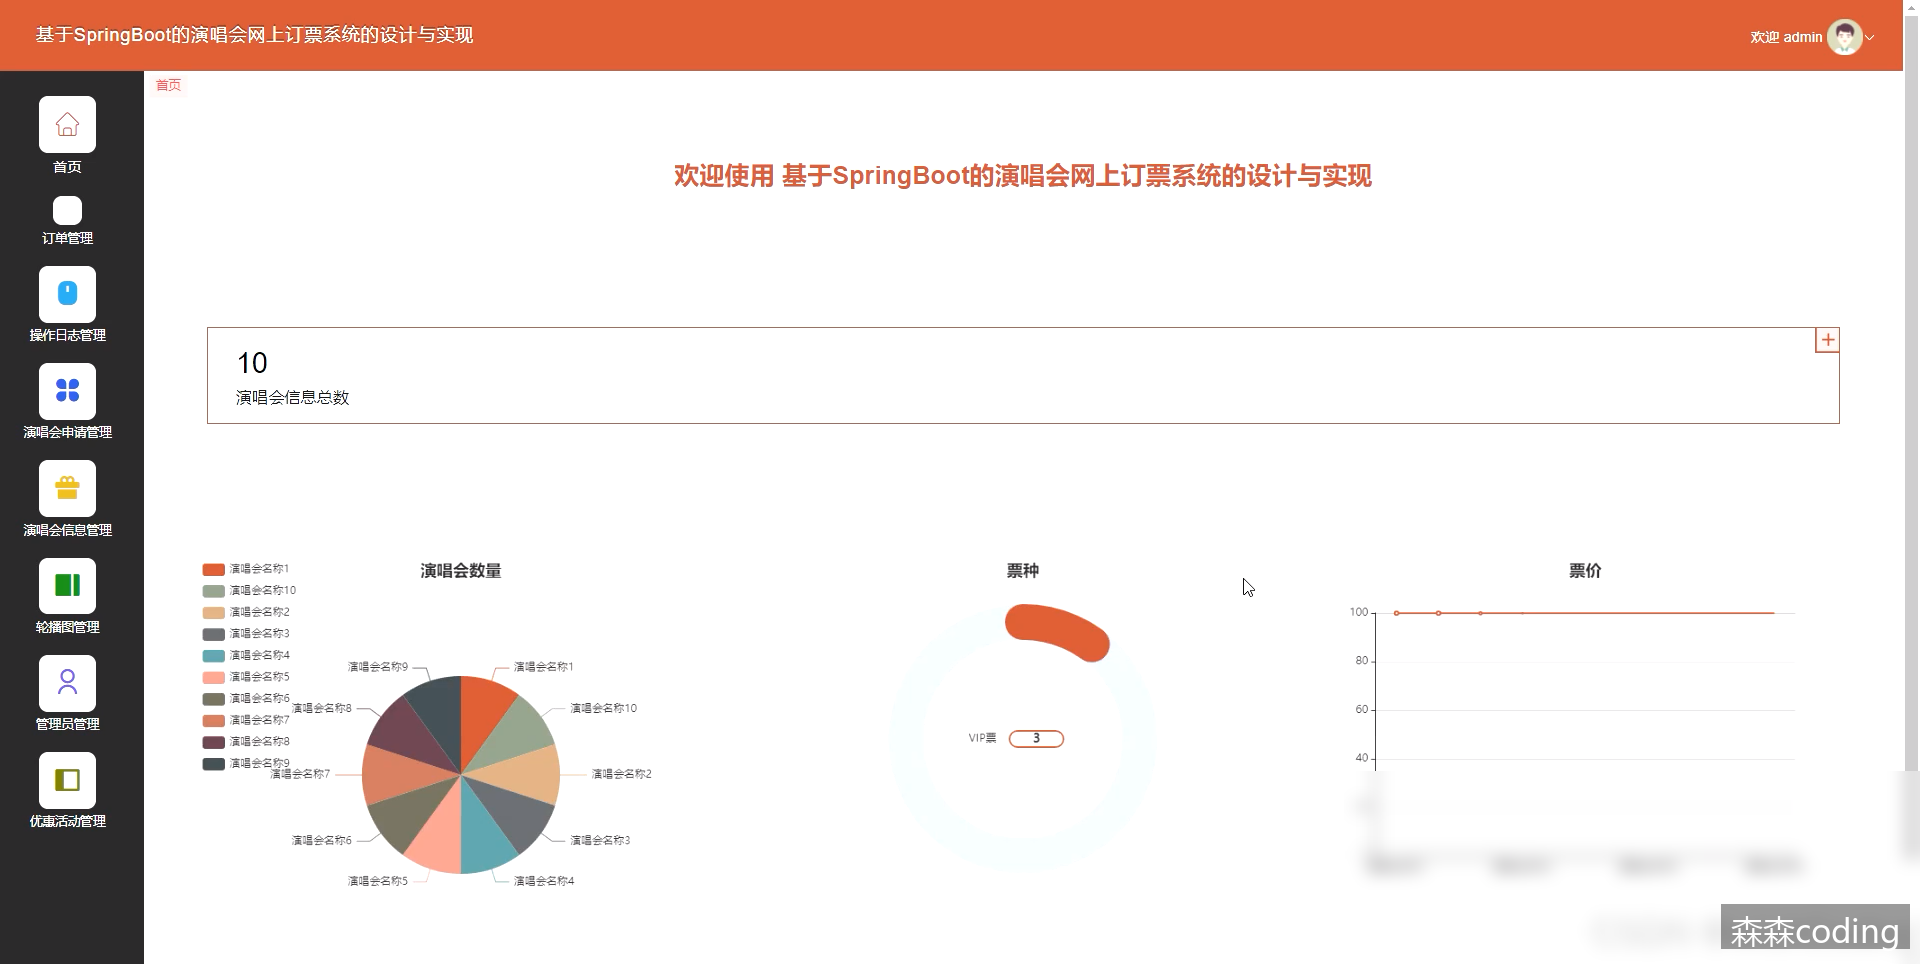 基于SpringBoot的演唱会网上订票系统的设计与实现
欢迎 admin
首页
首页
订单管理
操作日志管理
演唱会申请管理
演唱会信息管理
轮播图管理
管理员管理
优惠活动管理
欢迎使用 基于SpringBoot的演唱会网上订票系统的设计与实现
10
演唱会信息总数
演唱会数量
演唱会名称1
演唱会名称10
演唱会名称2
演唱会名称3
演唱会名称4
演唱会名称5
演唱会名称6
演唱会名称7
演唱会名称8
演唱会名称9
演唱会名称9
演唱会名称1
演唱会名称8
演唱会名称10
演唱会名称7
演唱会名称2
演唱会名称6
演唱会名称3
演唱会名称5
演唱会名称4
票种
VIP票 3
票价
100
80
60
40
森森coding